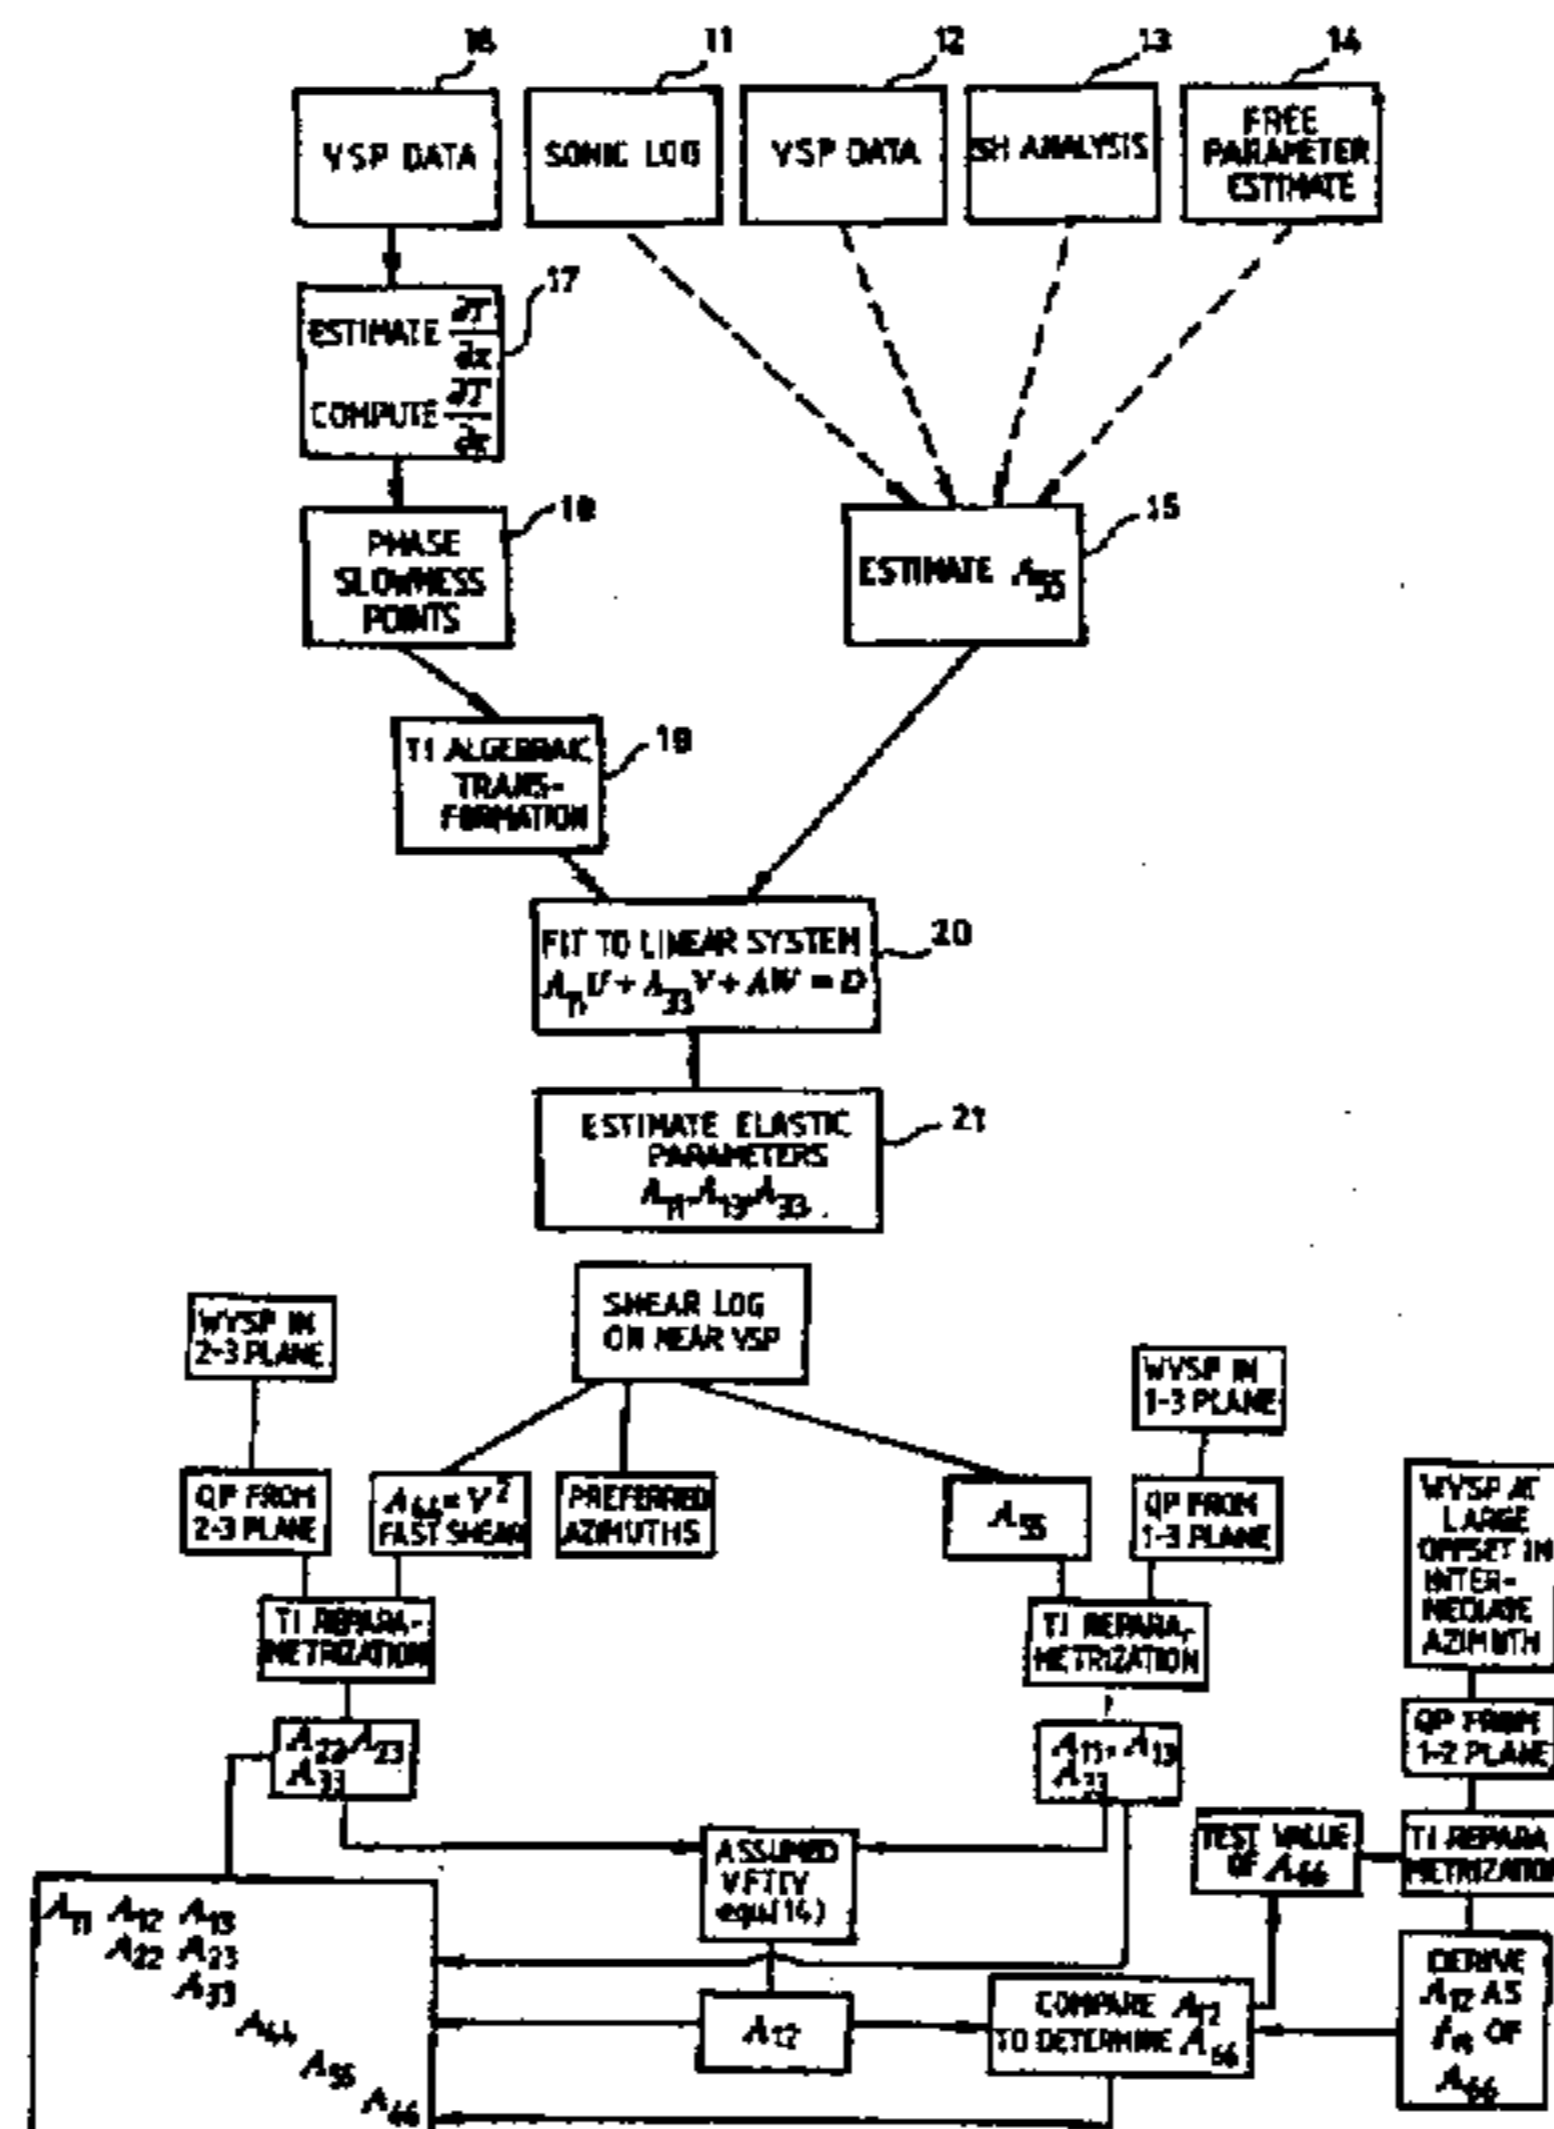 16
11
12
13
14
VSP DATA
SONIC LOG
VSP DATA
SH ANALYSIS
FREE
PARAMETER
ESTIMATE
17
ESTIMATE ∂T/∂x
COMPUTE ∂T/∂r
18
PHASE
SLOWNESS
POINTS
15
ESTIMATE A55
19
TI ALGEBRAIC
TRANS-
FORMATION
20
FIT TO LINEAR SYSTEM
A11U + A33V + AW = D
21
ESTIMATE ELASTIC
PARAMETERS
A11, A13, A33.
SHEAR LOG
ON NEAR VSP
WVSP IN
2-3 PLANE
WVSP IN
1-3 PLANE
QP FROM
2-3 PLANE
A44 = V2
FAST SHEAR
PREFERRED
AZIMUTHS
A55
QP FROM
1-3 PLANE
WVSP AT
LARGE
OFFSET IN
INTER-
MEDIATE
AZIMUTH
TI REPARA-
METRIZATION
TI REPARA-
METRIZATION
A22, A23
A33
A11, A13
A33
QP FROM
1-2 PLANE
ASSUMED
VFTIV
equ(14)
TEST VALUE
OF A66
TI REPARA
METRIZATION
A11 A12 A13
A22 A23
A33
A44
A55
A66
A12
COMPARE A12
TO DETERMINE A66
DERIVE
A12 AS
fn OF
A66